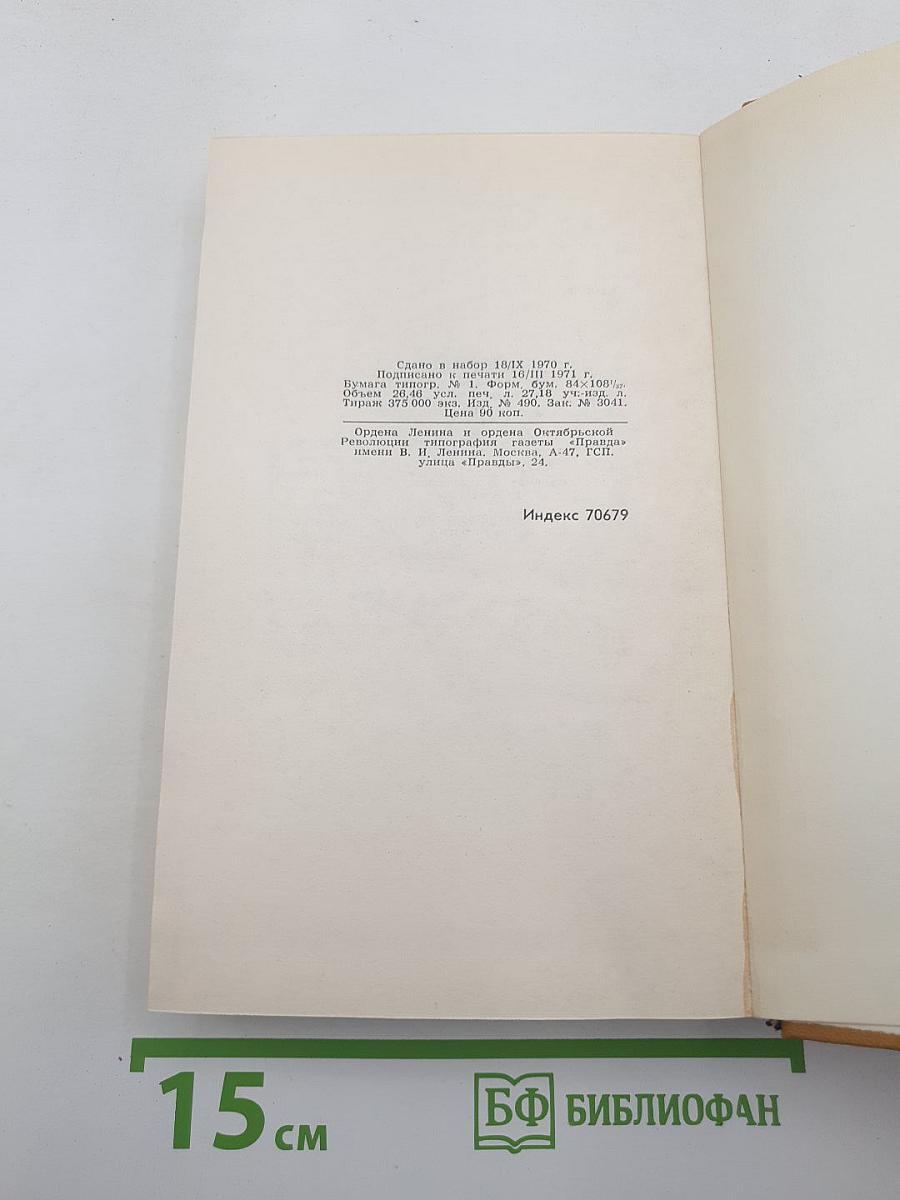 Сдано в набор 18/IX 1970 г.
Подписано к печати 16/III 1971 г.
Бумага типогр. № 1. Форм. бум. 84×108¹/₃₂.
Объем 26,46 усл. печ. л. 27,18 уч.-изд. л.
Тираж 375 000 экз. Изд. № 490. Зак. № 3041.
Цена 90 коп.
Ордена Ленина и ордена Октябрьской
Революции типография газеты «Правда»
имени В. И. Ленина. Москва, А-47, ГСП.
улица «Правды», 24.
Индекс 70679
15 см
БФ БИБЛИОФАН